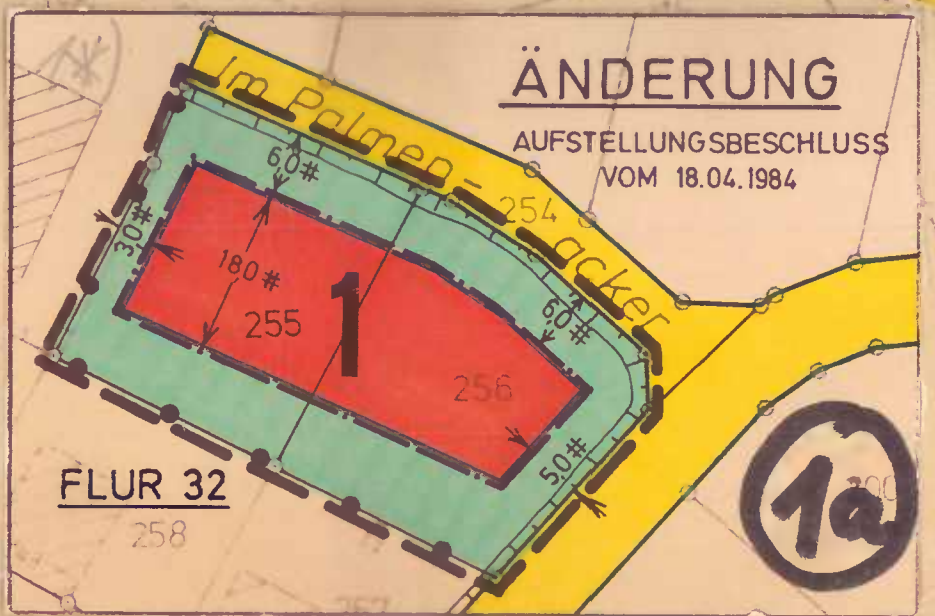 ÄNDERUNG
AUFSTELLUNGSBESCHLUSS
VOM 18.04.1984
Im Palmen-
acker
254
6,0#
3,0#
18,0#
1
255
256
6,0#
5,0#
FLUR 32
258
257
1a